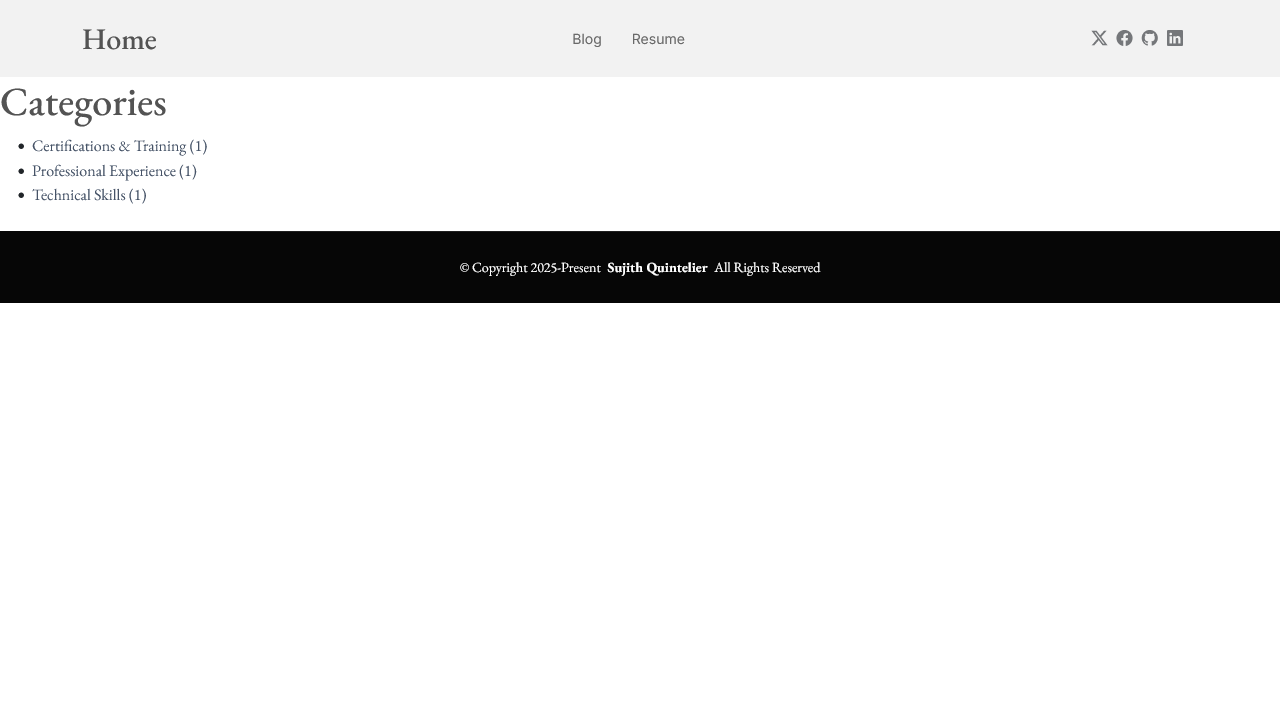 Home
Blog
Resume
Categories
Certifications & Training (1)
Professional Experience (1)
Technical Skills (1)
© Copyright 2025-Present Sujith Quintelier All Rights Reserved